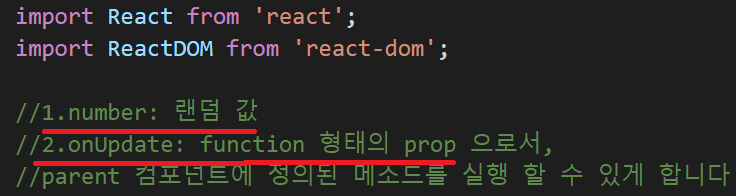 import React from 'react';
import ReactDOM from 'react-dom';
//1.number: 랜덤 값
//2.onUpdate: function 형태의 prop 으로서,
//parent 컴포넌트에 정의된 메소드를 실행 할 수 있게 합니다